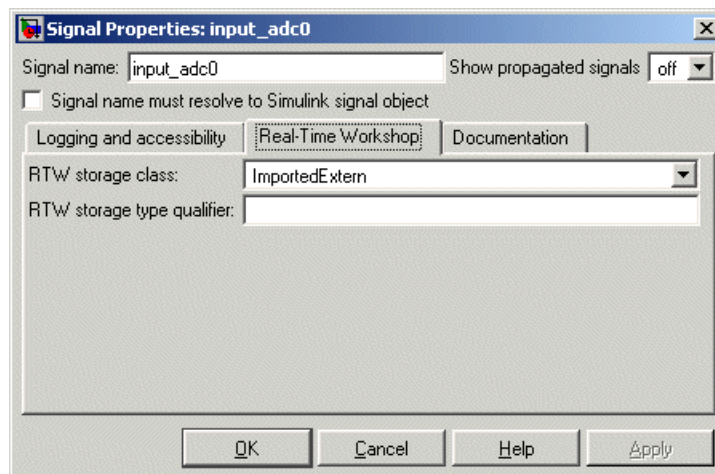 Signal Properties: input_adc0
Signal name: input_adc0 Show propagated signals off
Signal name must resolve to Simulink signal object
Logging and accessibility Real-Time Workshop Documentation
RTW storage class: ImportedExtern
RTW storage type qualifier:
OK Cancel Help Apply